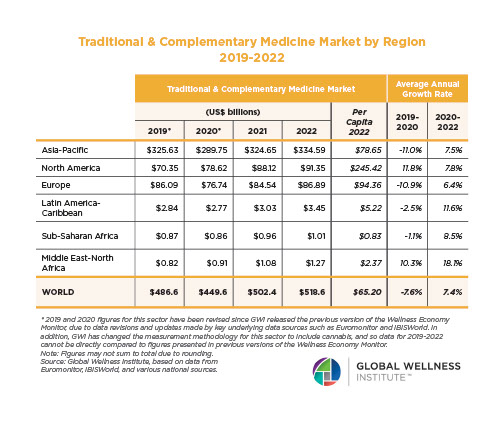 Traditional & Complementary Medicine Market by Region
2019-2022
Traditional & Complementary Medicine Market
Average Annual
Growth Rate
(US$ billions)
Per
Capita
2022
2019-
2020
2020-
2022
2019* 2020* 2021 2022
Asia-Pacific $325.63 $289.75 $324.65 $334.59 $78.65 -11.0% 7.5%
North America $70.35 $78.62 $88.12 $91.35 $245.42 11.8% 7.8%
Europe $86.09 $76.74 $84.54 $86.89 $94.36 -10.9% 6.4%
Latin America-
Caribbean $2.84 $2.77 $3.03 $3.45 $5.22 -2.5% 11.6%
Sub-Saharan Africa $0.87 $0.86 $0.96 $1.01 $0.83 -1.1% 8.5%
Middle East-North
Africa $0.82 $0.91 $1.08 $1.27 $2.37 10.3% 18.1%
WORLD $486.6 $449.6 $502.4 $518.6 $65.20 -7.6% 7.4%
* 2019 and 2020 figures for this sector have been revised since GWI released the previous version of the Wellness Economy
Monitor, due to data revisions and updates made by key underlying data sources such as Euromonitor and IBISWorld. In
addition, GWI has changed the measurement methodology for this sector to include cannabis, and so data for 2019-2022
cannot be directly compared to figures presented in previous versions of the Wellness Economy Monitor.
Note: Figures may not sum to total due to rounding.
Source: Global Wellness Institute, based on data from
Euromonitor, IBISWorld, and various national sources.
GLOBAL WELLNESS
INSTITUTE™